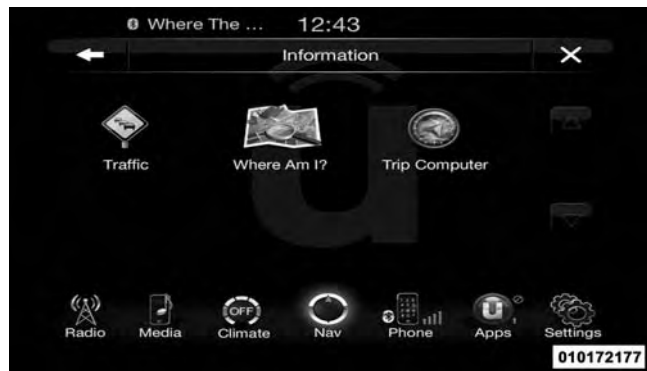 Where The ... 12:43
Information
Traffic Where Am I? Trip Computer
OFF
Radio Media Climate Nav Phone Apps Settings
010172177